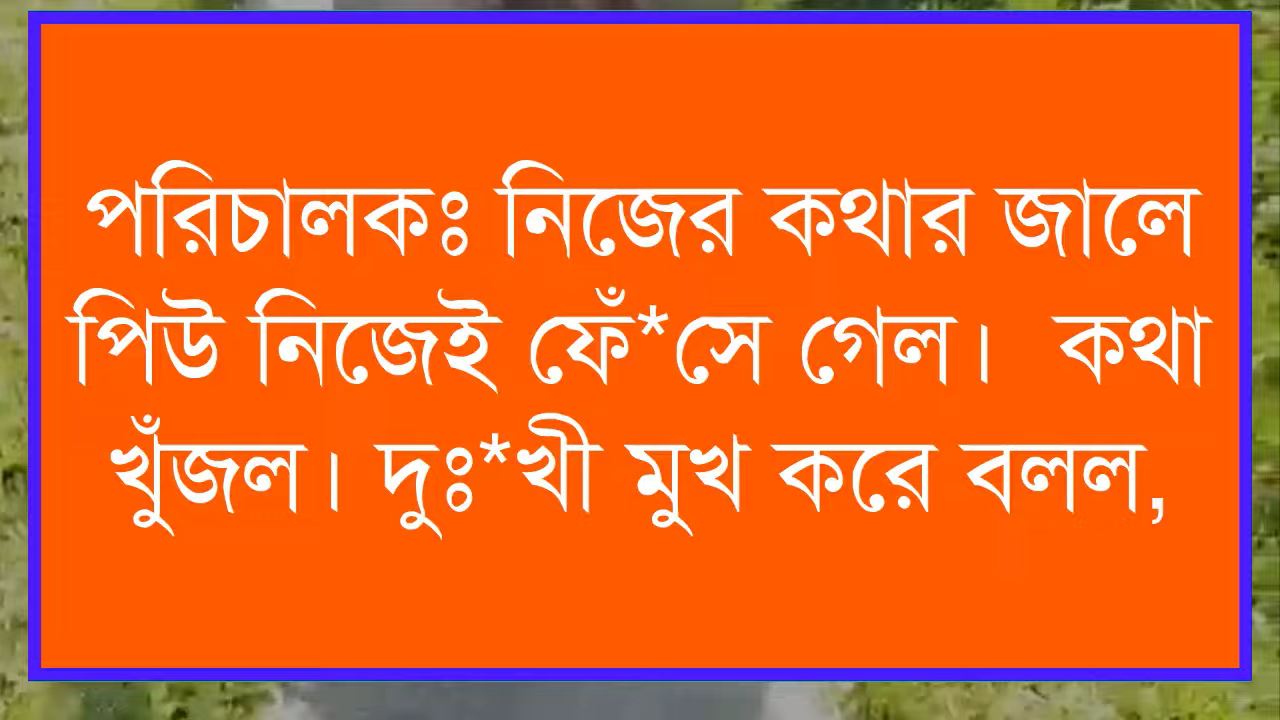 পরিচালকঃ নিজের কথার জালে
পিউ নিজেই ফেঁ*সে গেল।  কথা
খুঁজল। দুঃ*খী মুখ করে বলল,